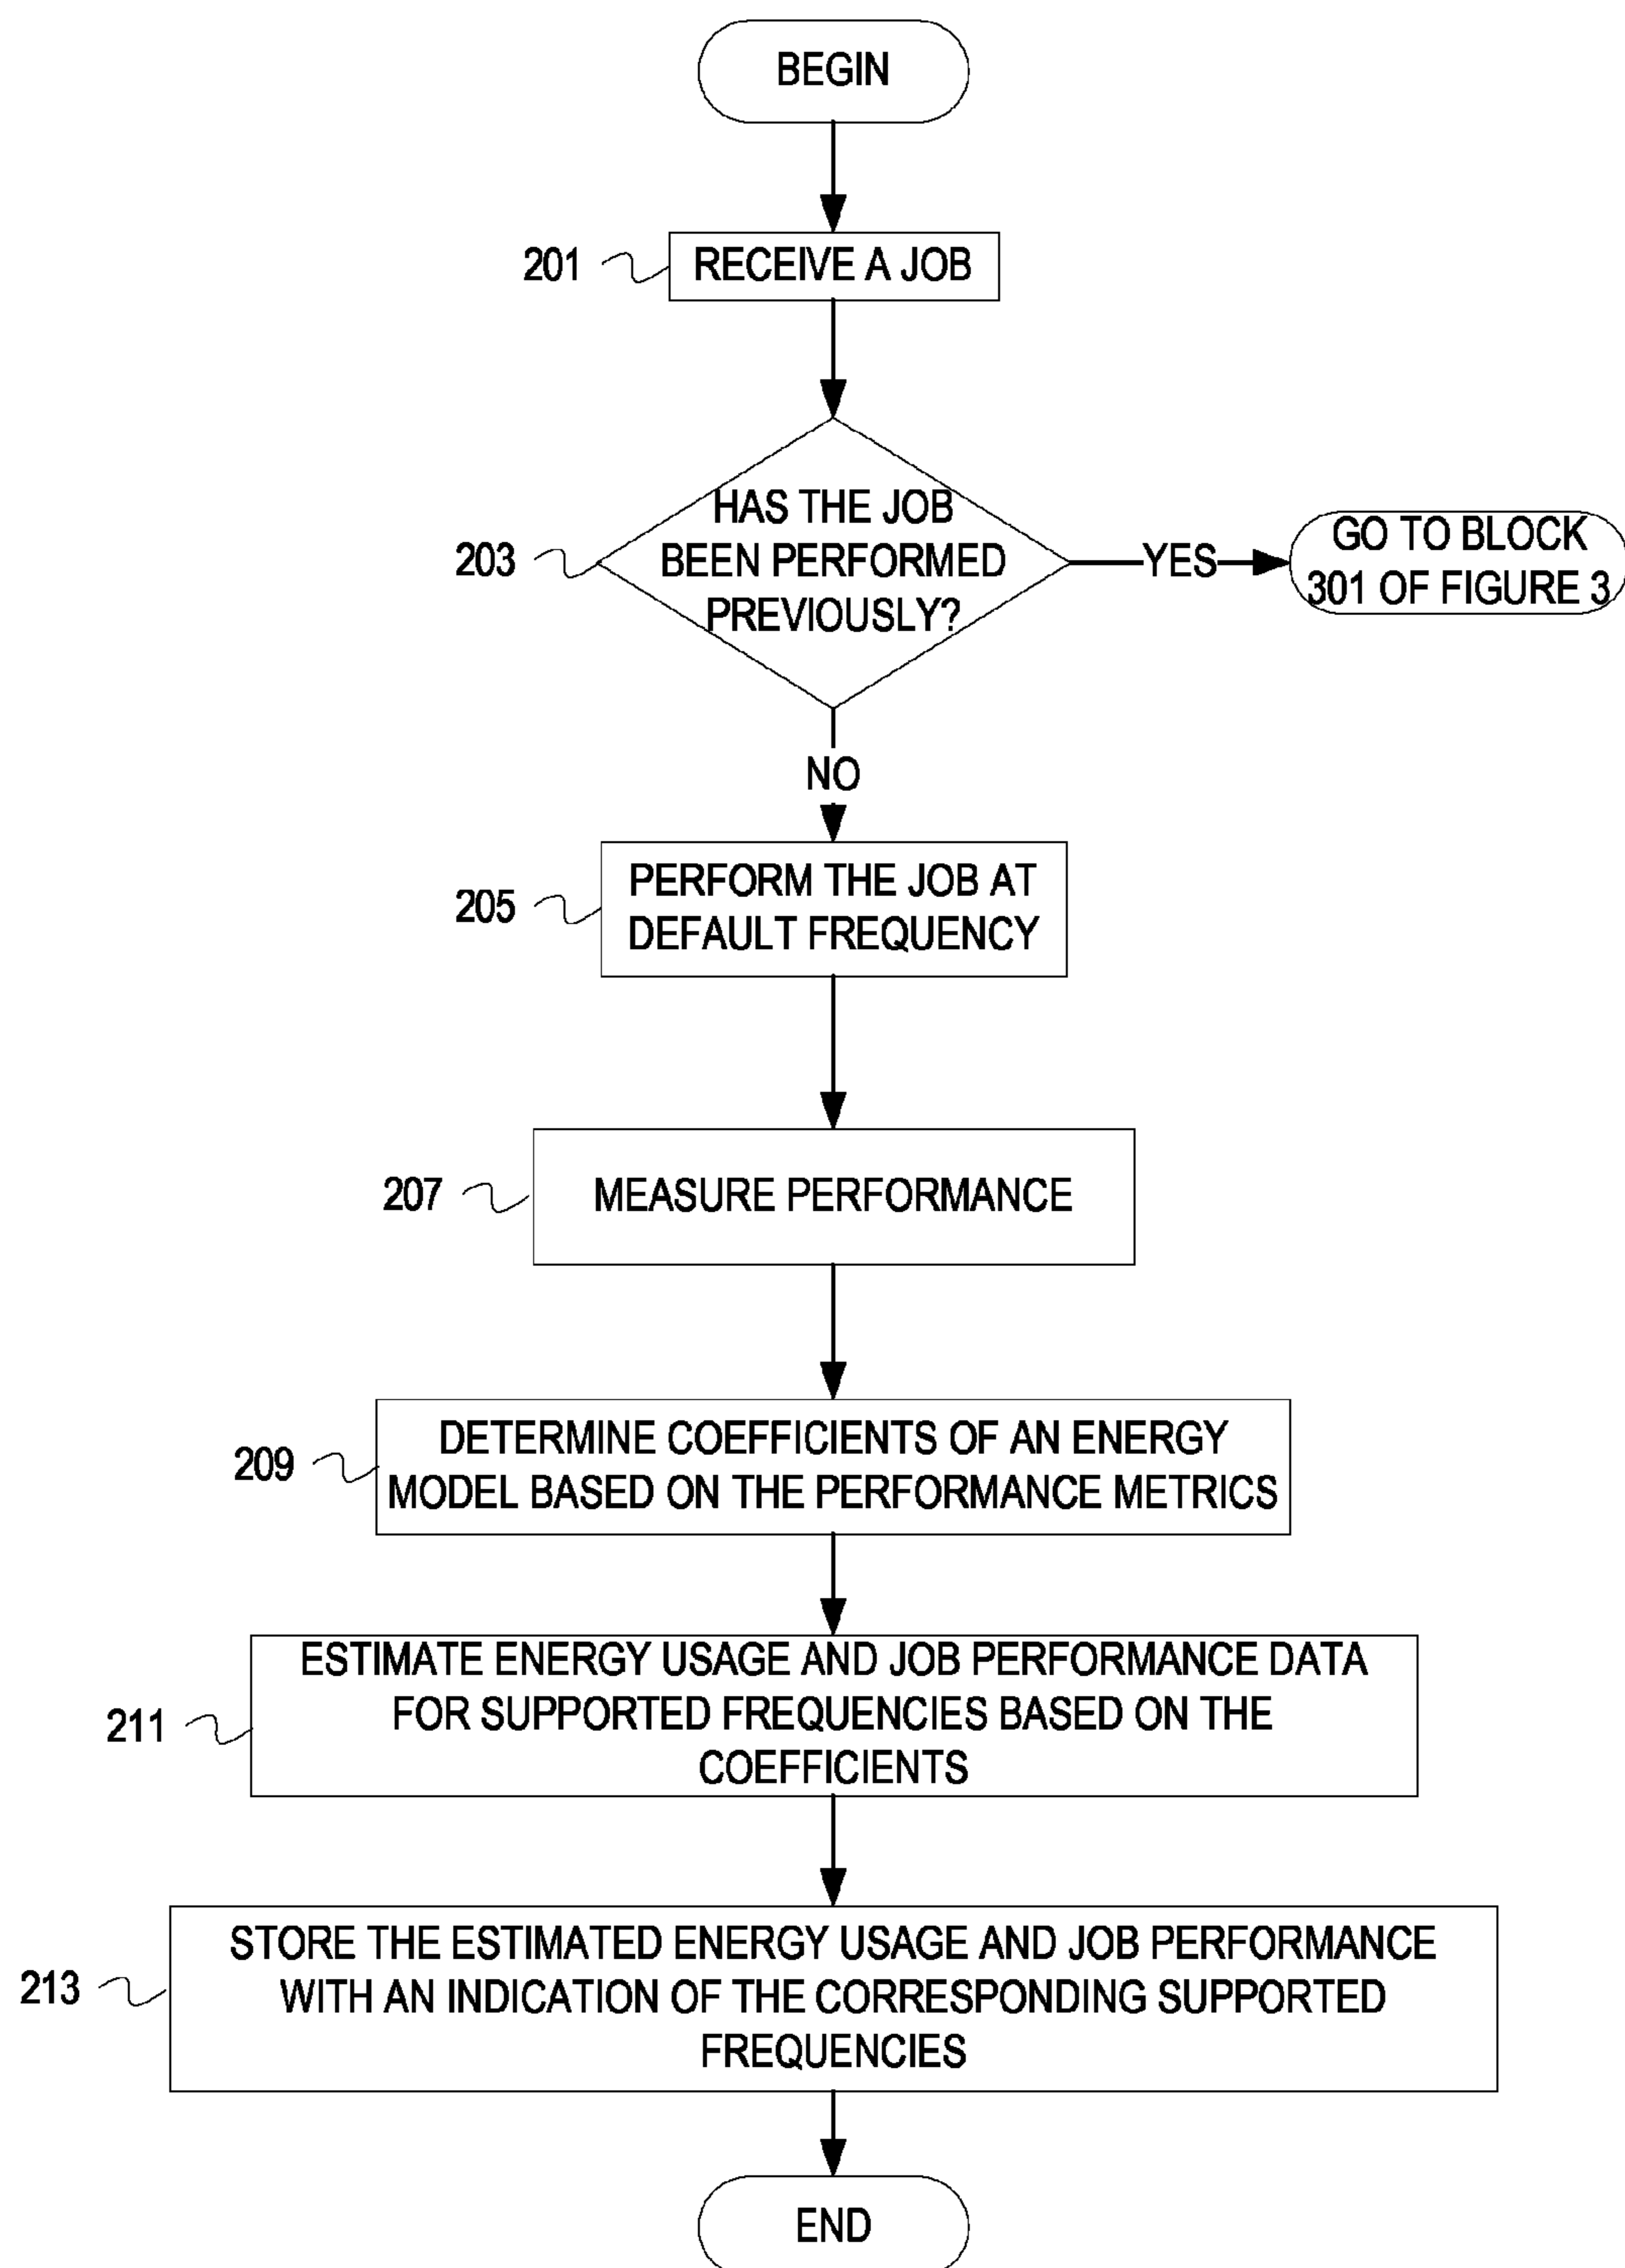 BEGIN
201
RECEIVE A JOB
HAS THE JOB
203
BEEN PERFORMED
PREVIOUSLY?
YES
GO TO BLOCK
301 OF FIGURE 3
NO
205
PERFORM THE JOB AT
DEFAULT FREQUENCY
207
MEASURE PERFORMANCE
209
DETERMINE COEFFICIENTS OF AN ENERGY
MODEL BASED ON THE PERFORMANCE METRICS
211
ESTIMATE ENERGY USAGE AND JOB PERFORMANCE DATA
FOR SUPPORTED FREQUENCIES BASED ON THE
COEFFICIENTS
213
STORE THE ESTIMATED ENERGY USAGE AND JOB PERFORMANCE
WITH AN INDICATION OF THE CORRESPONDING SUPPORTED
FREQUENCIES
END